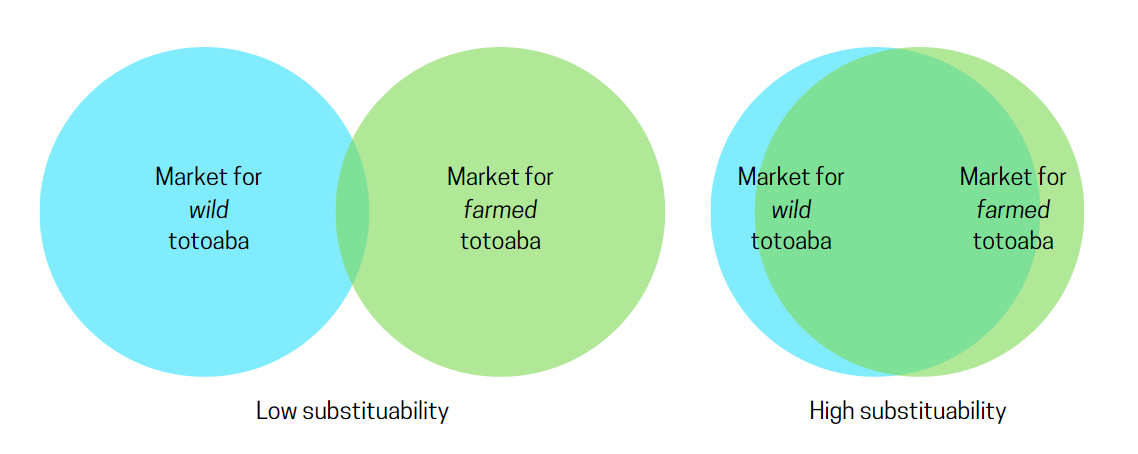 Market for
wild
totoaba
Market for
farmed
totoaba
Market for
wild
totoaba
Market for
farmed
totoaba
Low substituability
High substituability